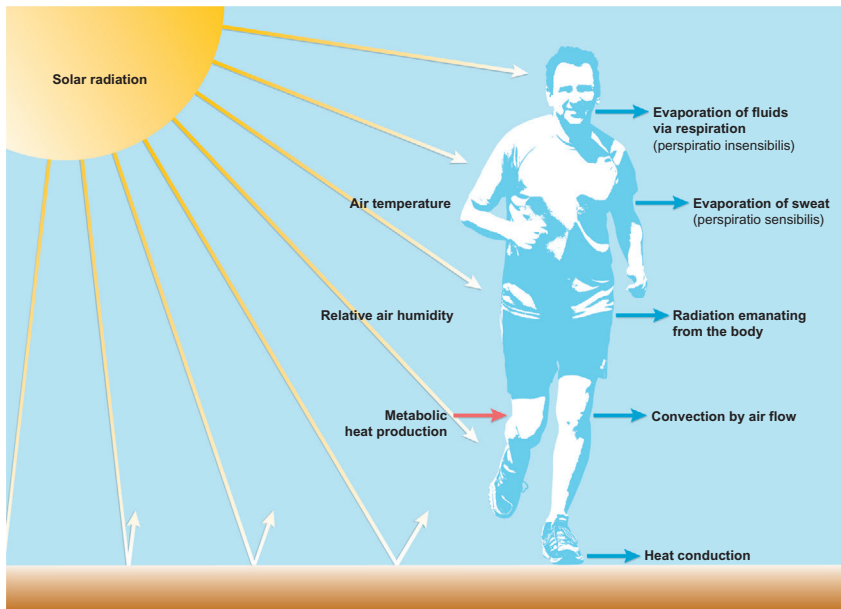 Solar radiation
Evaporation of fluids
via respiration
(perspiratio insensibilis)
Air temperature
Evaporation of sweat
(perspiratio sensibilis)
Relative air humidity
Radiation emanating
from the body
Metabolic
heat production
Convection by air flow
Heat conduction